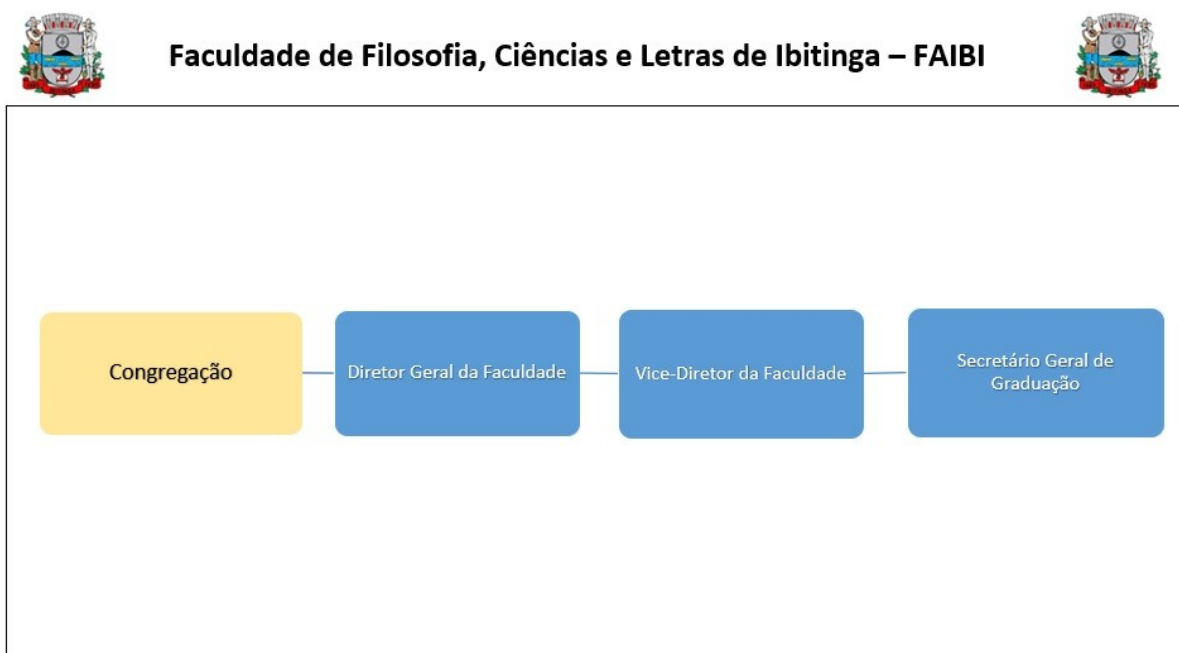 Faculdade de Filosofia, Ciências e Letras de Ibitinga – FAIBI
Congregação
Diretor Geral da Faculdade
Vice-Diretor da Faculdade
Secretário Geral de
Graduação